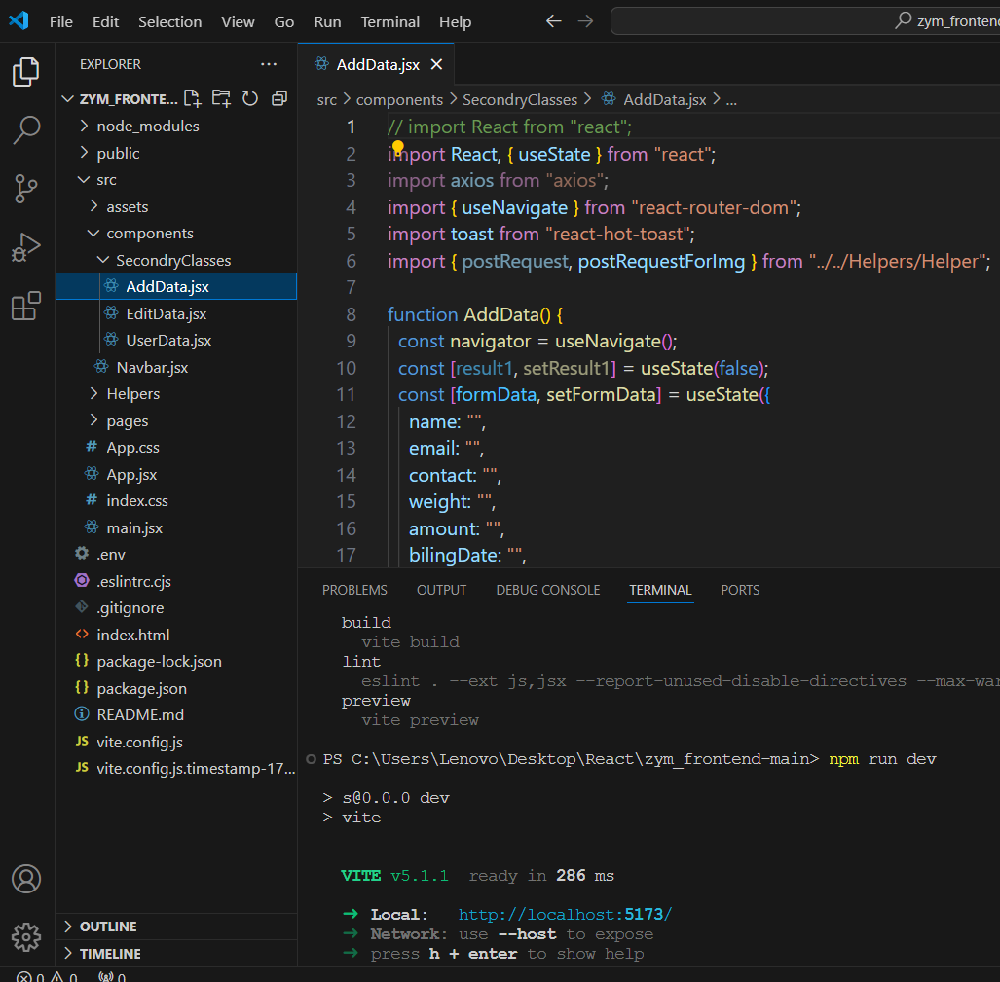 File Edit Selection View Go Run Terminal Help
zym_frontend
EXPLORER
ZYM_FRONTE...
node_modules
public
src
assets
components
SecondryClasses
AddData.jsx
EditData.jsx
UserData.jsx
Navbar.jsx
Helpers
pages
# App.css
App.jsx
# index.css
main.jsx
.env
.eslintrc.cjs
.gitignore
<> index.html
{} package-lock.json
{} package.json
README.md
JS vite.config.js
JS vite.config.js.timestamp-17...
OUTLINE
TIMELINE
0 0 0
AddData.jsx
src > components > SecondryClasses > AddData.jsx > ...
1 // import React from "react";
2 import React, { useState } from "react";
3 import axios from "axios";
4 import { useNavigate } from "react-router-dom";
5 import toast from "react-hot-toast";
6 import { postRequest, postRequestForImg } from "../../Helpers/Helper";
7
8 function AddData() {
9 const navigator = useNavigate();
10 const [result1, setResult1] = useState(false);
11 const [formData, setFormData] = useState({
12 name: "",
13 email: "",
14 contact: "",
15 weight: "",
16 amount: "",
17 bilingDate: "",
PROBLEMS OUTPUT DEBUG CONSOLE TERMINAL PORTS
build
vite build
lint
eslint . --ext js,jsx --report-unused-disable-directives --max-war
preview
vite preview
PS C:\Users\Lenovo\Desktop\React\zym_frontend-main> npm run dev
> s@0.0.0 dev
> vite
VITE v5.1.1 ready in 286 ms
➜ Local: http://localhost:5173/
➜ Network: use --host to expose
➜ press h + enter to show help